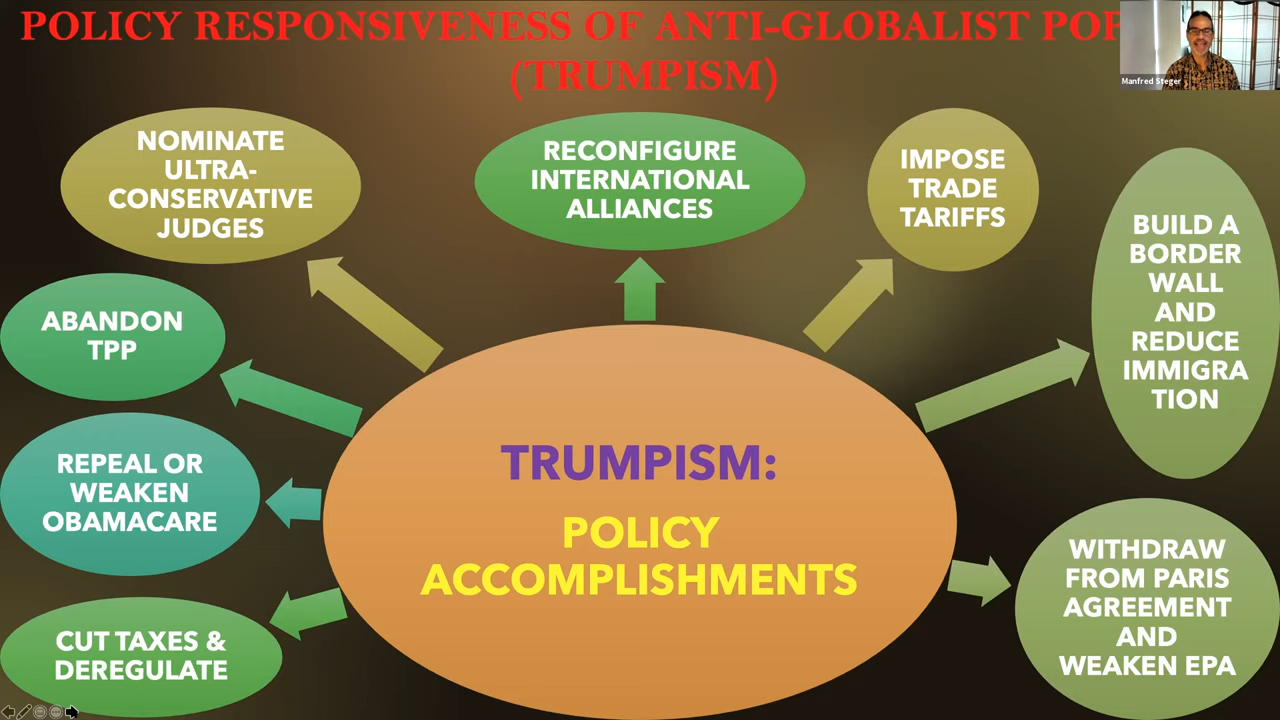 POLICY RESPONSIVENESS OF ANTI-GLOBALIST
(TRUMPISM)
Manfred Steger
NOMINATE
ULTRA-
CONSERVATIVE
JUDGES
RECONFIGURE
INTERNATIONAL
ALLIANCES
IMPOSE
TRADE
TARIFFS
BUILD A
BORDER
WALL
AND
REDUCE
IMMIGRA
TION
ABANDON
TPP
REPEAL OR
WEAKEN
OBAMACARE
TRUMPISM:
POLICY
ACCOMPLISHMENTS
WITHDRAW
FROM PARIS
AGREEMENT
AND
WEAKEN EPA
CUT TAXES &
DEREGULATE